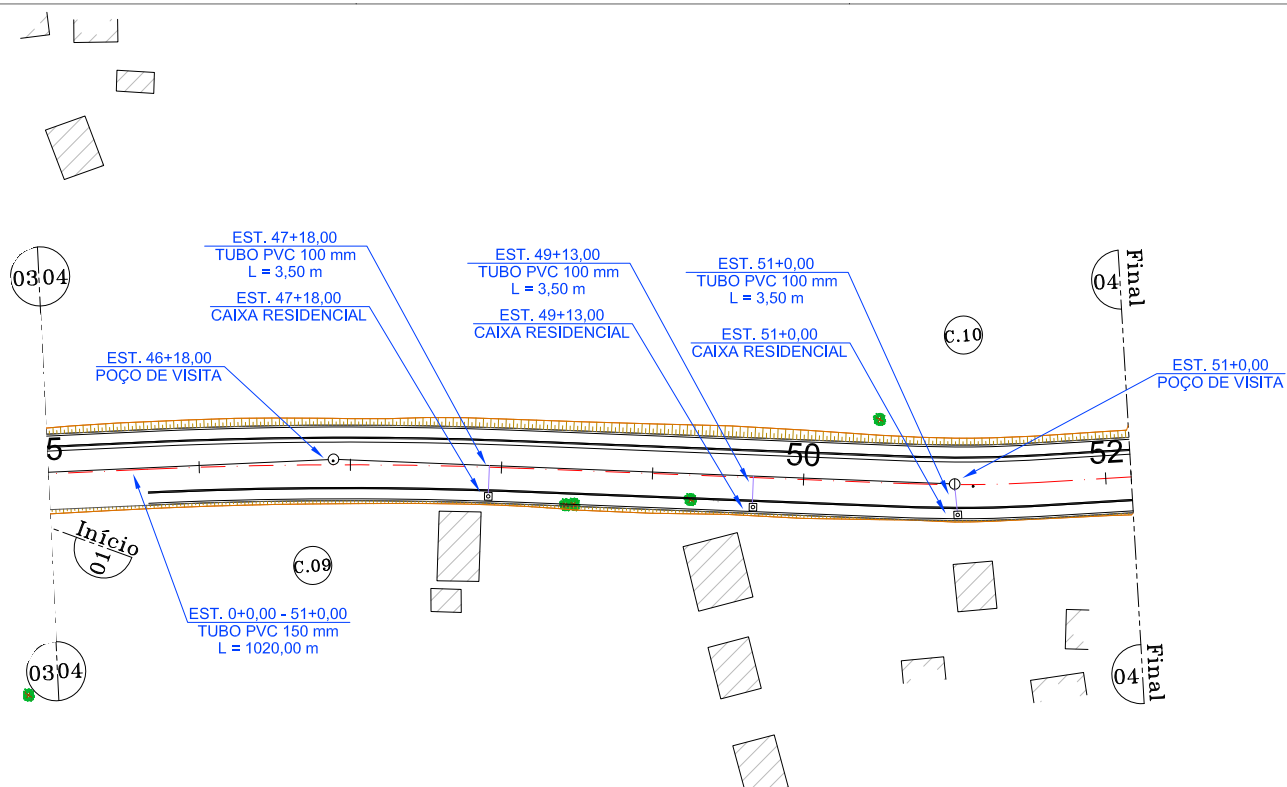 EST. 47+18,00
TUBO PVC 100 mm
L = 3,50 m
EST. 47+18,00
CAIXA RESIDENCIAL
EST. 49+13,00
TUBO PVC 100 mm
L = 3,50 m
EST. 49+13,00
CAIXA RESIDENCIAL
EST. 51+0,00
TUBO PVC 100 mm
L = 3,50 m
EST. 51+0,00
CAIXA RESIDENCIAL
03 04
04
Final
C.10
EST. 46+18,00
POÇO DE VISITA
EST. 51+0,00
POÇO DE VISITA
5
50
52
Início
01
C.09
EST. 0+0,00 - 51+0,00
TUBO PVC 150 mm
L = 1020,00 m
03 04
04
Final